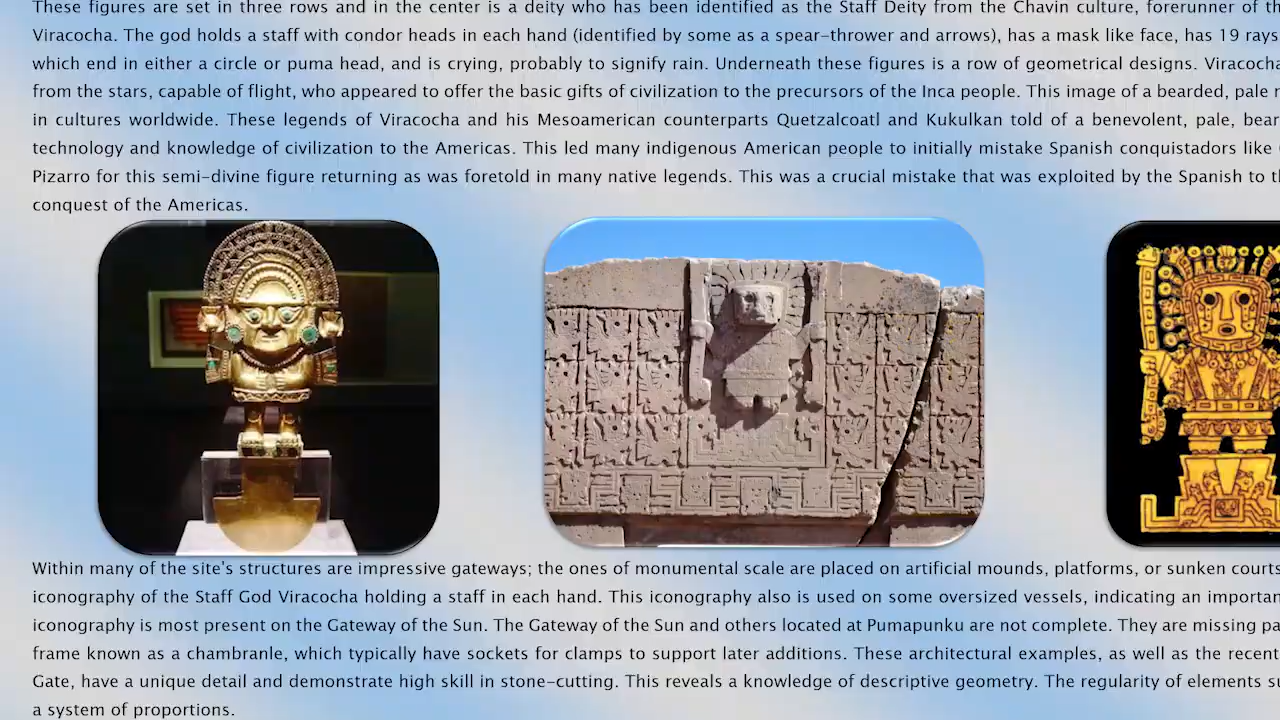 These figures are set in three rows and in the center is a deity who has been identified as the Staff Deity from the Chavin culture, forerunner of
Viracocha. The god holds a staff with condor heads in each hand (identified by some as a spear-thrower and arrows), has a mask like face, has 19 rays
which end in either a circle or puma head, and is crying, probably to signify rain. Underneath these figures is a row of geometrical designs. Viracocha
from the stars, capable of flight, who appeared to offer the basic gifts of civilization to the precursors of the Inca people. This image of a bearded, pale
in cultures worldwide. These legends of Viracocha and his Mesoamerican counterparts Quetzalcoatl and Kukulkan told of a benevolent, pale,
technology and knowledge of civilization to the Americas. This led many indigenous American people to initially mistake Spanish conquistadors like
Pizarro for this semi-divine figure returning as was foretold in many native legends. This was a crucial mistake that was exploited by the Spanish to
conquest of the Americas.
Within many of the site's structures are impressive gateways; the ones of monumental scale are placed on artificial mounds, platforms, or sunken courts
iconography of the Staff God Viracocha holding a staff in each hand. This iconography also is used on some oversized vessels, indicating an
iconography is most present on the Gateway of the Sun. The Gateway of the Sun and others located at Pumapunku are not complete. They are missing
frame known as a chambranle, which typically have sockets for clamps to support later additions. These architectural examples, as well as the
Gate, have a unique detail and demonstrate high skill in stone-cutting. This reveals a knowledge of descriptive geometry. The regularity of elements
a system of proportions.